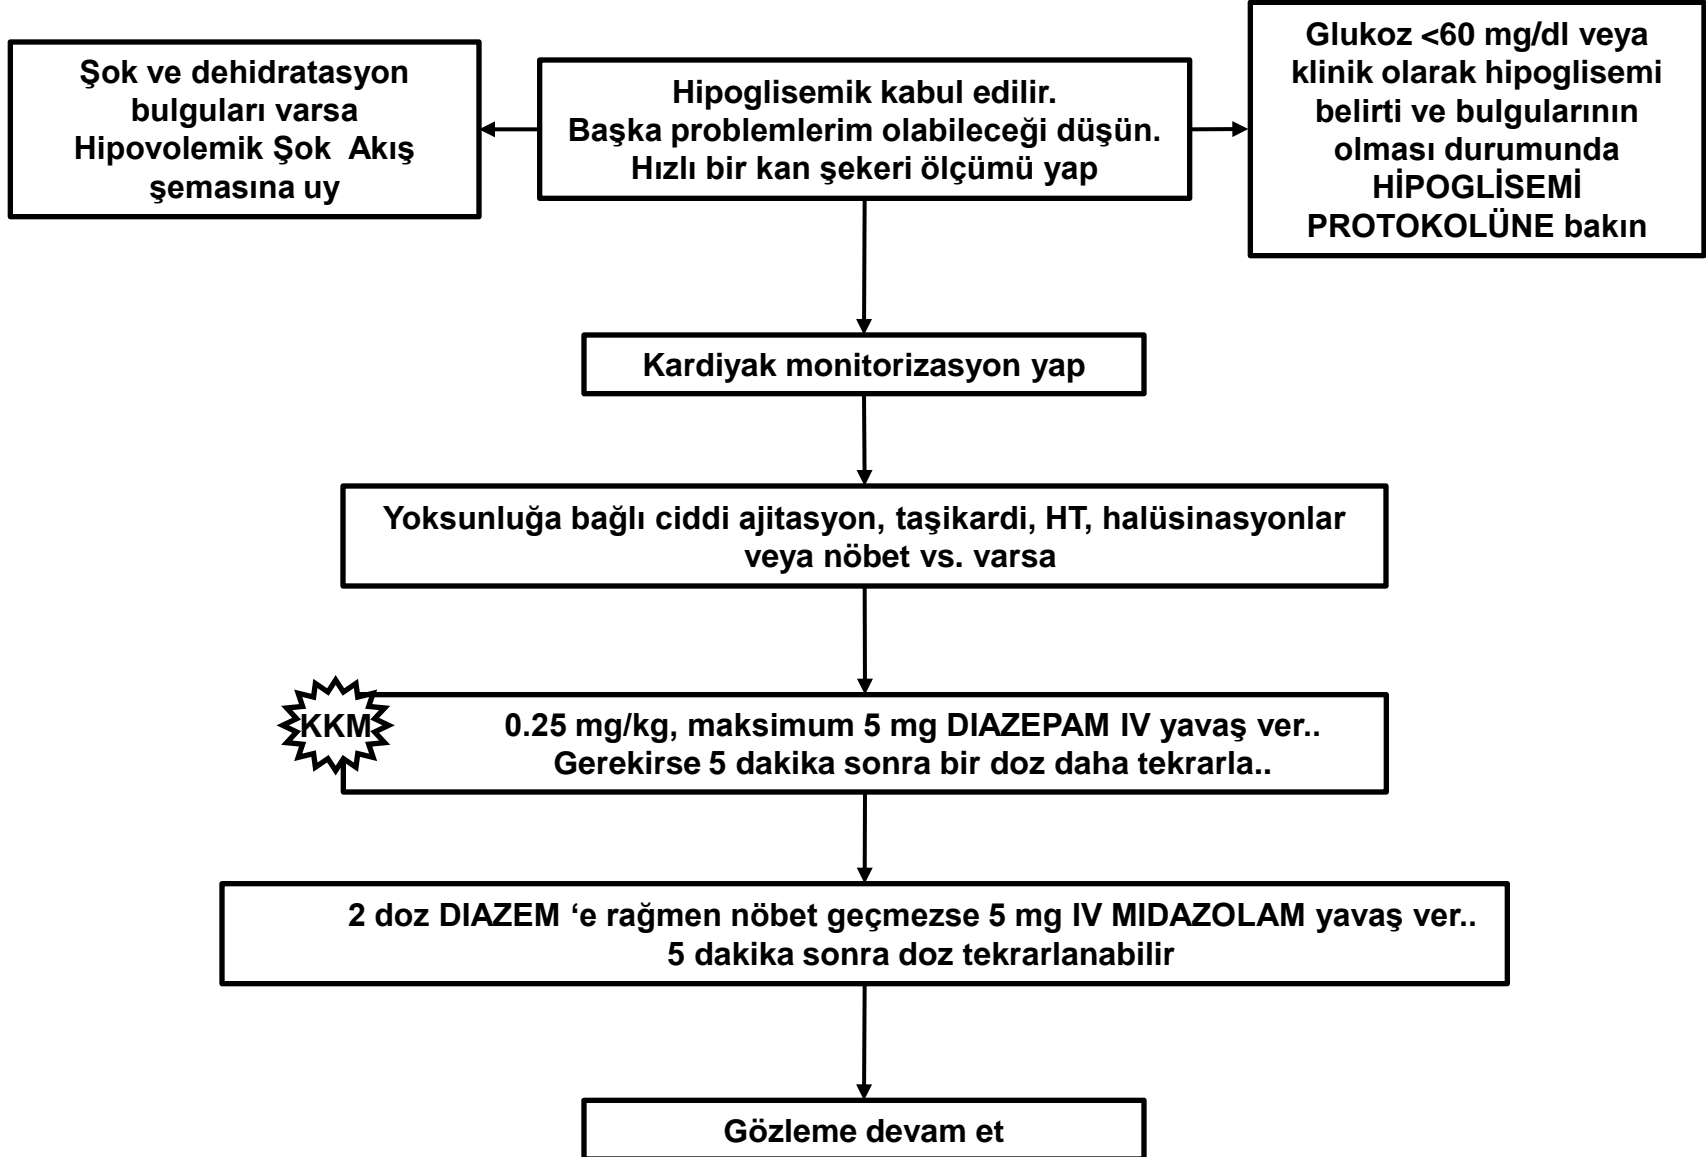 Şok ve dehidratasyon
bulguları varsa
Hipovolemik Şok  Akış
şemasına uy
Hipoglisemik kabul edilir.
Başka problemlerim olabileceği düşün.
Hızlı bir kan şekeri ölçümü yap
Glukoz <60 mg/dl veya
klinik olarak hipoglisemi
belirti ve bulgularının
olması durumunda
HİPOGLİSEMİ
PROTOKOLÜNE bakın
Kardiyak monitorizasyon yap
Yoksunluğa bağlı ciddi ajitasyon, taşikardi, HT, halüsinasyonlar
veya nöbet vs. varsa
KKM
0.25 mg/kg, maksimum 5 mg DIAZEPAM IV yavaş ver..
Gerekirse 5 dakika sonra bir doz daha tekrarla..
2 doz DIAZEM ‘e rağmen nöbet geçmezse 5 mg IV MIDAZOLAM yavaş ver..
5 dakika sonra doz tekrarlanabilir
Gözleme devam et